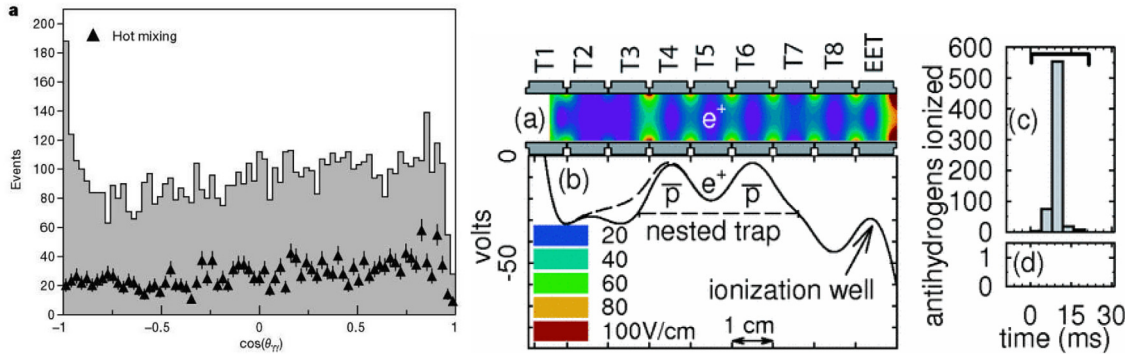 a
Hot mixing
Events
200
180
160
140
120
100
80
60
40
20
0
−1
−0.5
0
0.5
1
cos(θγγ)
T1
T2
T3
T4
T5
T6
T7
T8
EET
(a)
e+
(b)
0
-50
volts
p̅
e+
p̅
nested trap
ionization well
20
40
60
80
100V/cm
1 cm
antihydrogens ionized
600
500
400
300
200
100
0
(c)
1
0
(d)
0
10
20
30
time (ms)